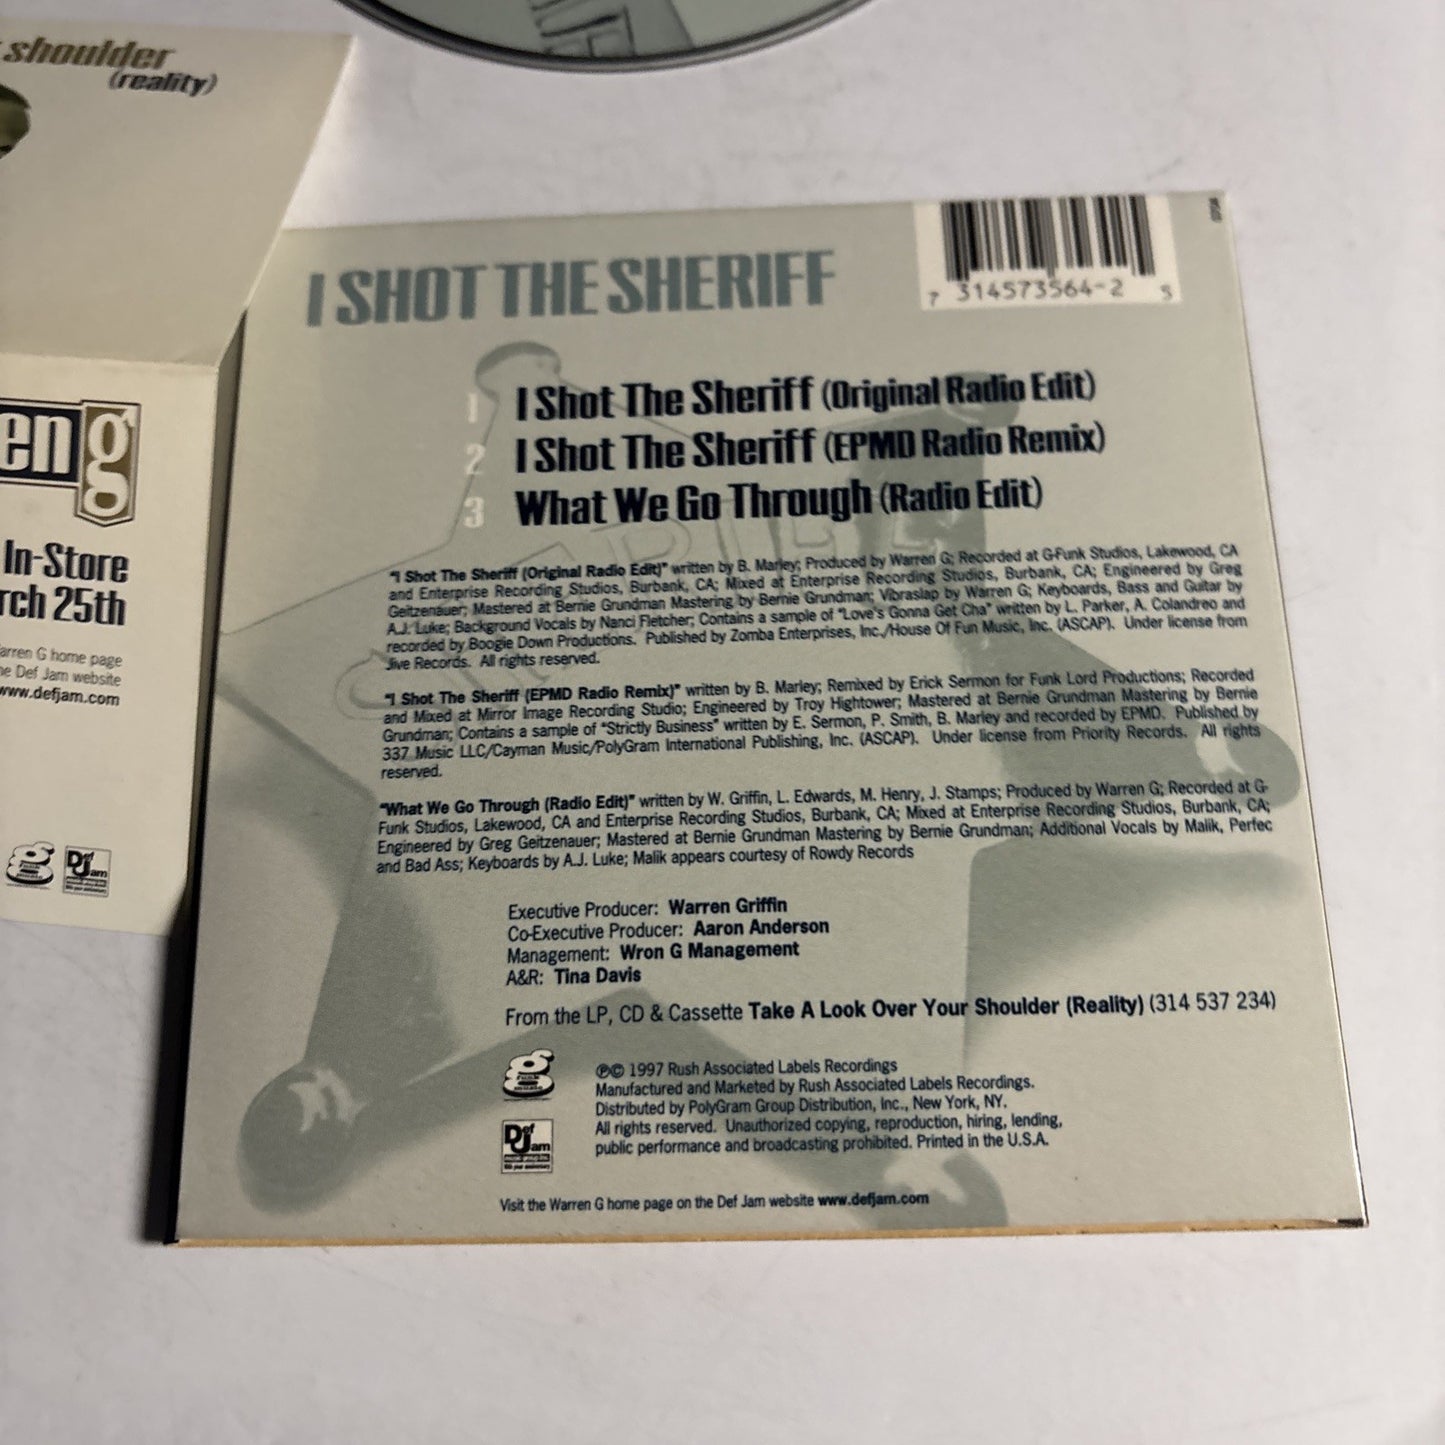 shoulder
(reality)
en g
In-Store
rch 25th
arren G home page
he Def Jam website
www.defjam.com
Def
Jam
I SHOT THE SHERIFF
7 314573564-2 5
1 I Shot The Sheriff (Original Radio Edit)
2 I Shot The Sheriff (EPMD Radio Remix)
3 What We Go Through (Radio Edit)
"I Shot The Sheriff (Original Radio Edit)" written by B. Marley; Produced by Warren G; Recorded at G-Funk Studios, Lakewood, CA
and Enterprise Recording Studios, Burbank, CA; Mixed at Enterprise Recording Studios, Burbank, CA; Engineered by Greg
Geitzenauer; Mastered at Bernie Grundman Mastering by Bernie Grundman; Vibraslap by Warren G; Keyboards, Bass and Guitar by
A.J. Luke; Background Vocals by Nanci Fletcher; Contains a sample of "Love's Gonna Get Cha" written by L. Parker, A. Colandreo and
recorded by Boogie Down Productions. Published by Zomba Enterprises, Inc./House Of Fun Music, Inc. (ASCAP). Under license from
Jive Records. All rights reserved.
"I Shot The Sheriff (EPMD Radio Remix)" written by B. Marley; Remixed by Erick Sermon for Funk Lord Productions; Recorded
and Mixed at Mirror Image Recording Studio; Engineered by Troy Hightower; Mastered at Bernie Grundman Mastering by Bernie
Grundman; Contains a sample of "Strictly Business" written by E. Sermon, P. Smith, B. Marley and recorded by EPMD. Published by
337 Music LLC/Cayman Music/PolyGram International Publishing, Inc. (ASCAP). Under license from Priority Records. All rights
reserved.
"What We Go Through (Radio Edit)" written by W. Griffin, L. Edwards, M. Henry, J. Stamps; Produced by Warren G; Recorded at G-
Funk Studios, Lakewood, CA and Enterprise Recording Studios, Burbank, CA; Mixed at Enterprise Recording Studios, Burbank, CA;
Engineered by Greg Geitzenauer; Mastered at Bernie Grundman Mastering by Bernie Grundman; Additional Vocals by Malik, Perfec
and Bad Ass; Keyboards by A.J. Luke; Malik appears courtesy of Rowdy Records
Executive Producer: Warren Griffin
Co-Executive Producer: Aaron Anderson
Management: Wron G Management
A&R: Tina Davis
From the LP, CD & Cassette Take A Look Over Your Shoulder (Reality) (314 537 234)
℗© 1997 Rush Associated Labels Recordings
Manufactured and Marketed by Rush Associated Labels Recordings.
Distributed by PolyGram Group Distribution, Inc., New York, NY.
All rights reserved. Unauthorized copying, reproduction, hiring, lending,
public performance and broadcasting prohibited. Printed in the U.S.A.
g
Def
Jam
Visit the Warren G home page on the Def Jam website www.defjam.com